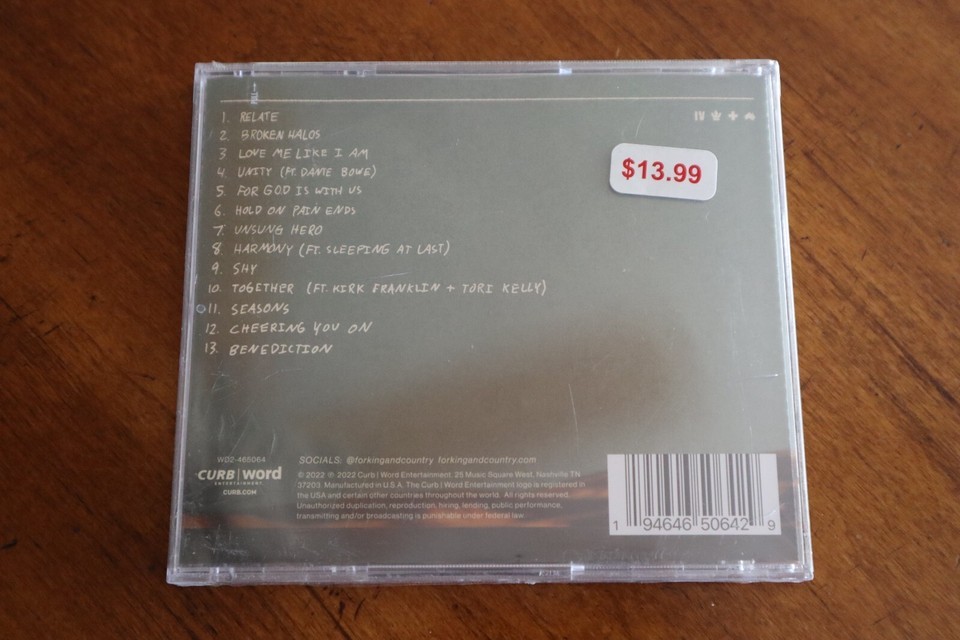 1. RELATE
2. BROKEN HALOS
3 LOVE ME LIKE I AM
4. UNITY (FT. DANTE BOWE)
5. FOR GOD IS WITH US
6. HOLD ON PAIN ENDS
7. UNSUNG HERO
8. HARMONY (FT. SLEEPING AT LAST)
9. SHY
10. TOGETHER (FT. KIRK FRANKLIN + TORI KELLY)
11. SEASONS
12. CHEERING YOU ON
13. BENEDICTION
IV
$13.99
WD2-465064
CURB | Word
ENTERTAINMENT
CURB.COM
SOCIALS: @forkingandcountry forkingandcountry.com
© 2022 ℗ 2022 Curb | Word Entertainment. 25 Music Square West, Nashville TN
37203. Manufactured in U.S.A. The Curb | Word Entertainment logo is registered in
the USA and certain other countries throughout the world. All rights reserved.
Unauthorized duplication, reproduction, hiring, lending, public performance,
transmitting and/or broadcasting is punishable under federal law
1 94646 50642 9